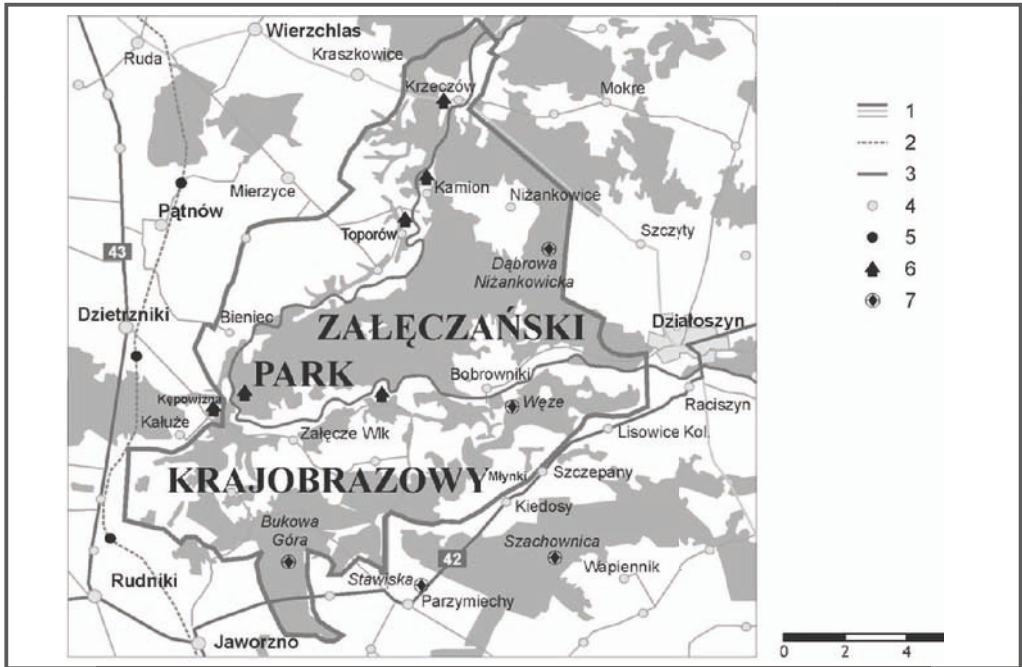 Wierzchlas
Ruda
Kraszkowice
Krzeczów
Mokre
Kamion
Mierzyce
Niżankowice
Pątnów
Toporów
Szczyty
43
Dąbrowa
Niżankowicka
Dzietrzniki
Bieniec
ZAŁĘCZAŃSKI
Działoszyn
PARK
Bobrowniki
Kępowizna
Węże
Raciszyn
Kałuże
Załęcze Wlk
Lisowice Kol.
KRAJOBRAZOWY
Młynki
Szczepany
Kiedosy
Bukowa
Góra
42
Szachownica
Rudniki
Stawiska
Wapiennik
Parzymiechy
Jaworzno
1
2
3
4
5
6
7
0 2 4